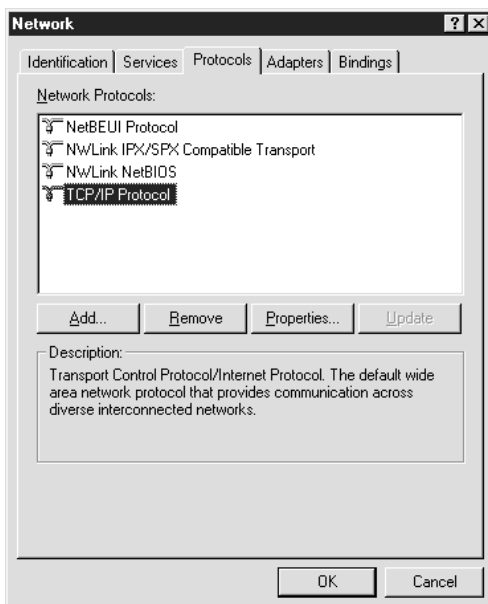 Network
Identification Services Protocols Adapters Bindings
Network Protocols:
NetBEUI Protocol
NWLink IPX/SPX Compatible Transport
NWLink NetBIOS
TCP/IP Protocol
Add... Remove Properties... Update
Description:
Transport Control Protocol/Internet Protocol. The default wide
area network protocol that provides communication across
diverse interconnected networks.
OK Cancel